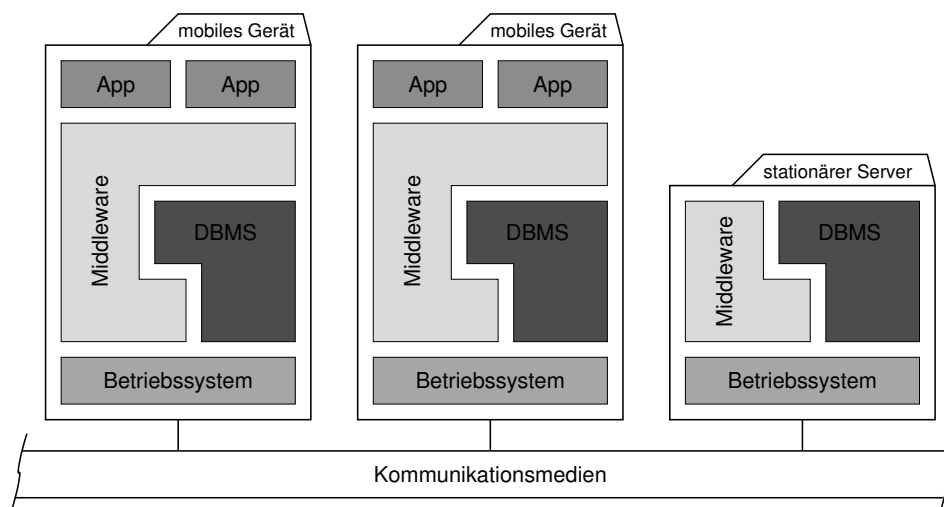 mobiles Gerät
App
App
Middleware
DBMS
Betriebssystem
mobiles Gerät
App
App
Middleware
DBMS
Betriebssystem
stationärer Server
Middleware
DBMS
Betriebssystem
Kommunikationsmedien